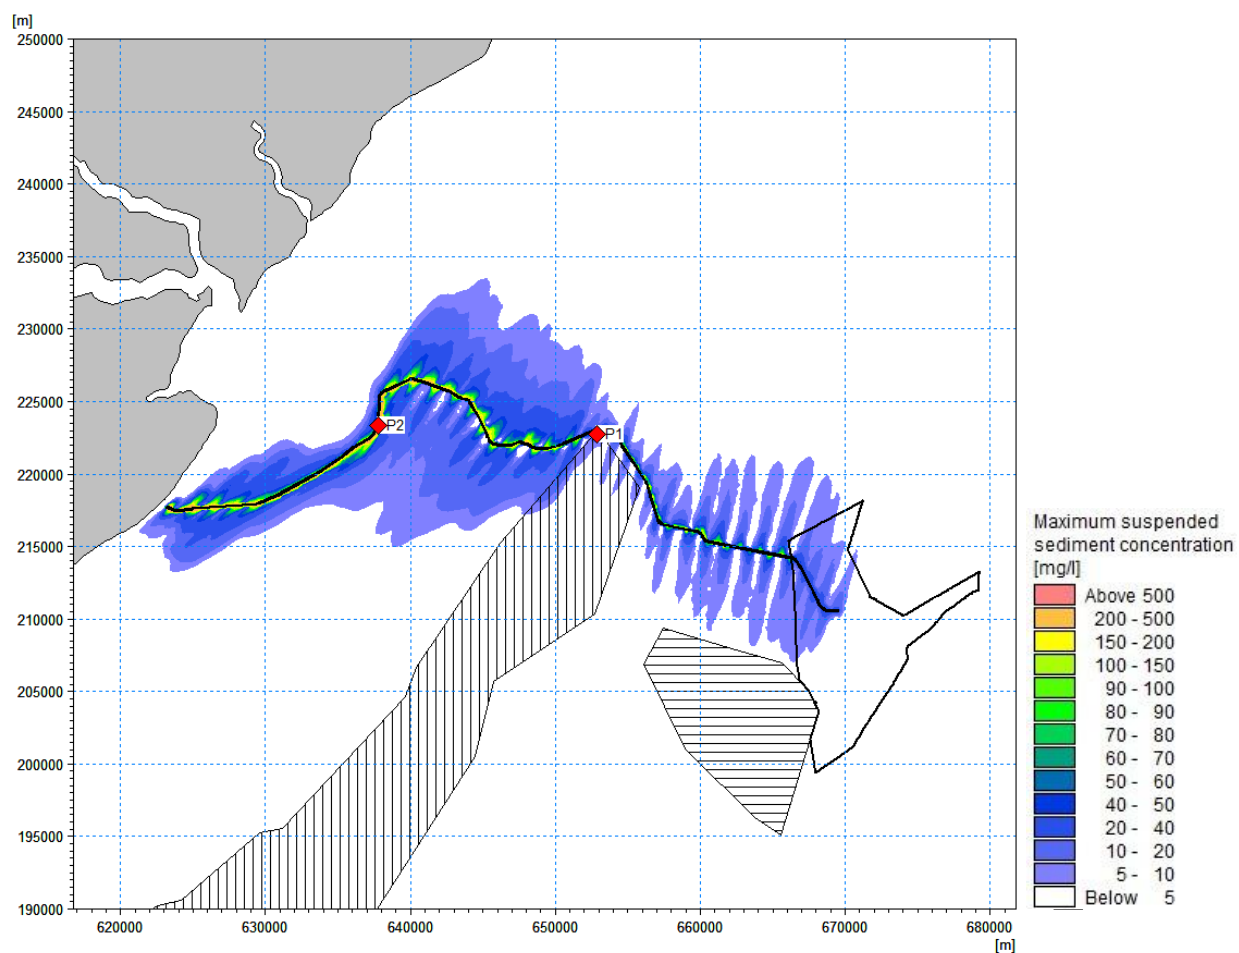 [m]
250000
245000
240000
235000
230000
225000
220000
215000
210000
205000
200000
195000
190000
P2
P1
620000
630000
640000
650000
660000
670000
680000
[m]
Maximum suspended
sediment concentration
[mg/l]
Above 500
200 - 500
150 - 200
100 - 150
90 - 100
80 - 90
70 - 80
60 - 70
50 - 60
40 - 50
20 - 40
10 - 20
5 - 10
Below 5